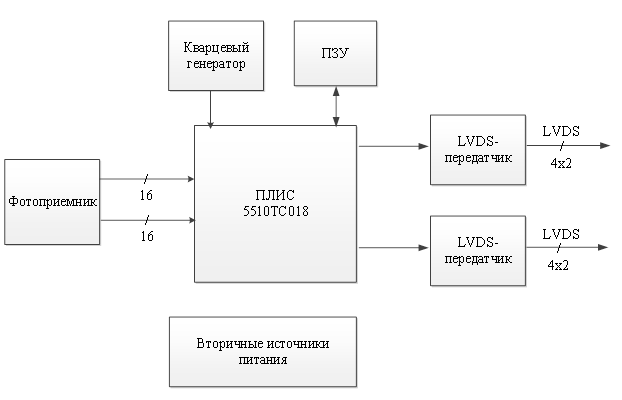 Кварцевый
генератор
ПЗУ
LVDS-
передатчик
LVDS
4x2
Фотоприемник
16
16
ПЛИС
5510ТС018
LVDS-
передатчик
LVDS
4x2
Вторичные источники
питания